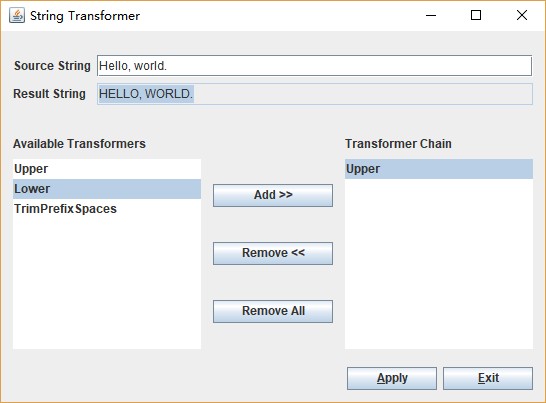 String Transformer
Source String Hello, world.
Result String HELLO, WORLD.
Available Transformers
Transformer Chain
Upper
Lower
TrimPrefixSpaces
Add >>
Remove <<
Remove All
Upper
Apply
Exit